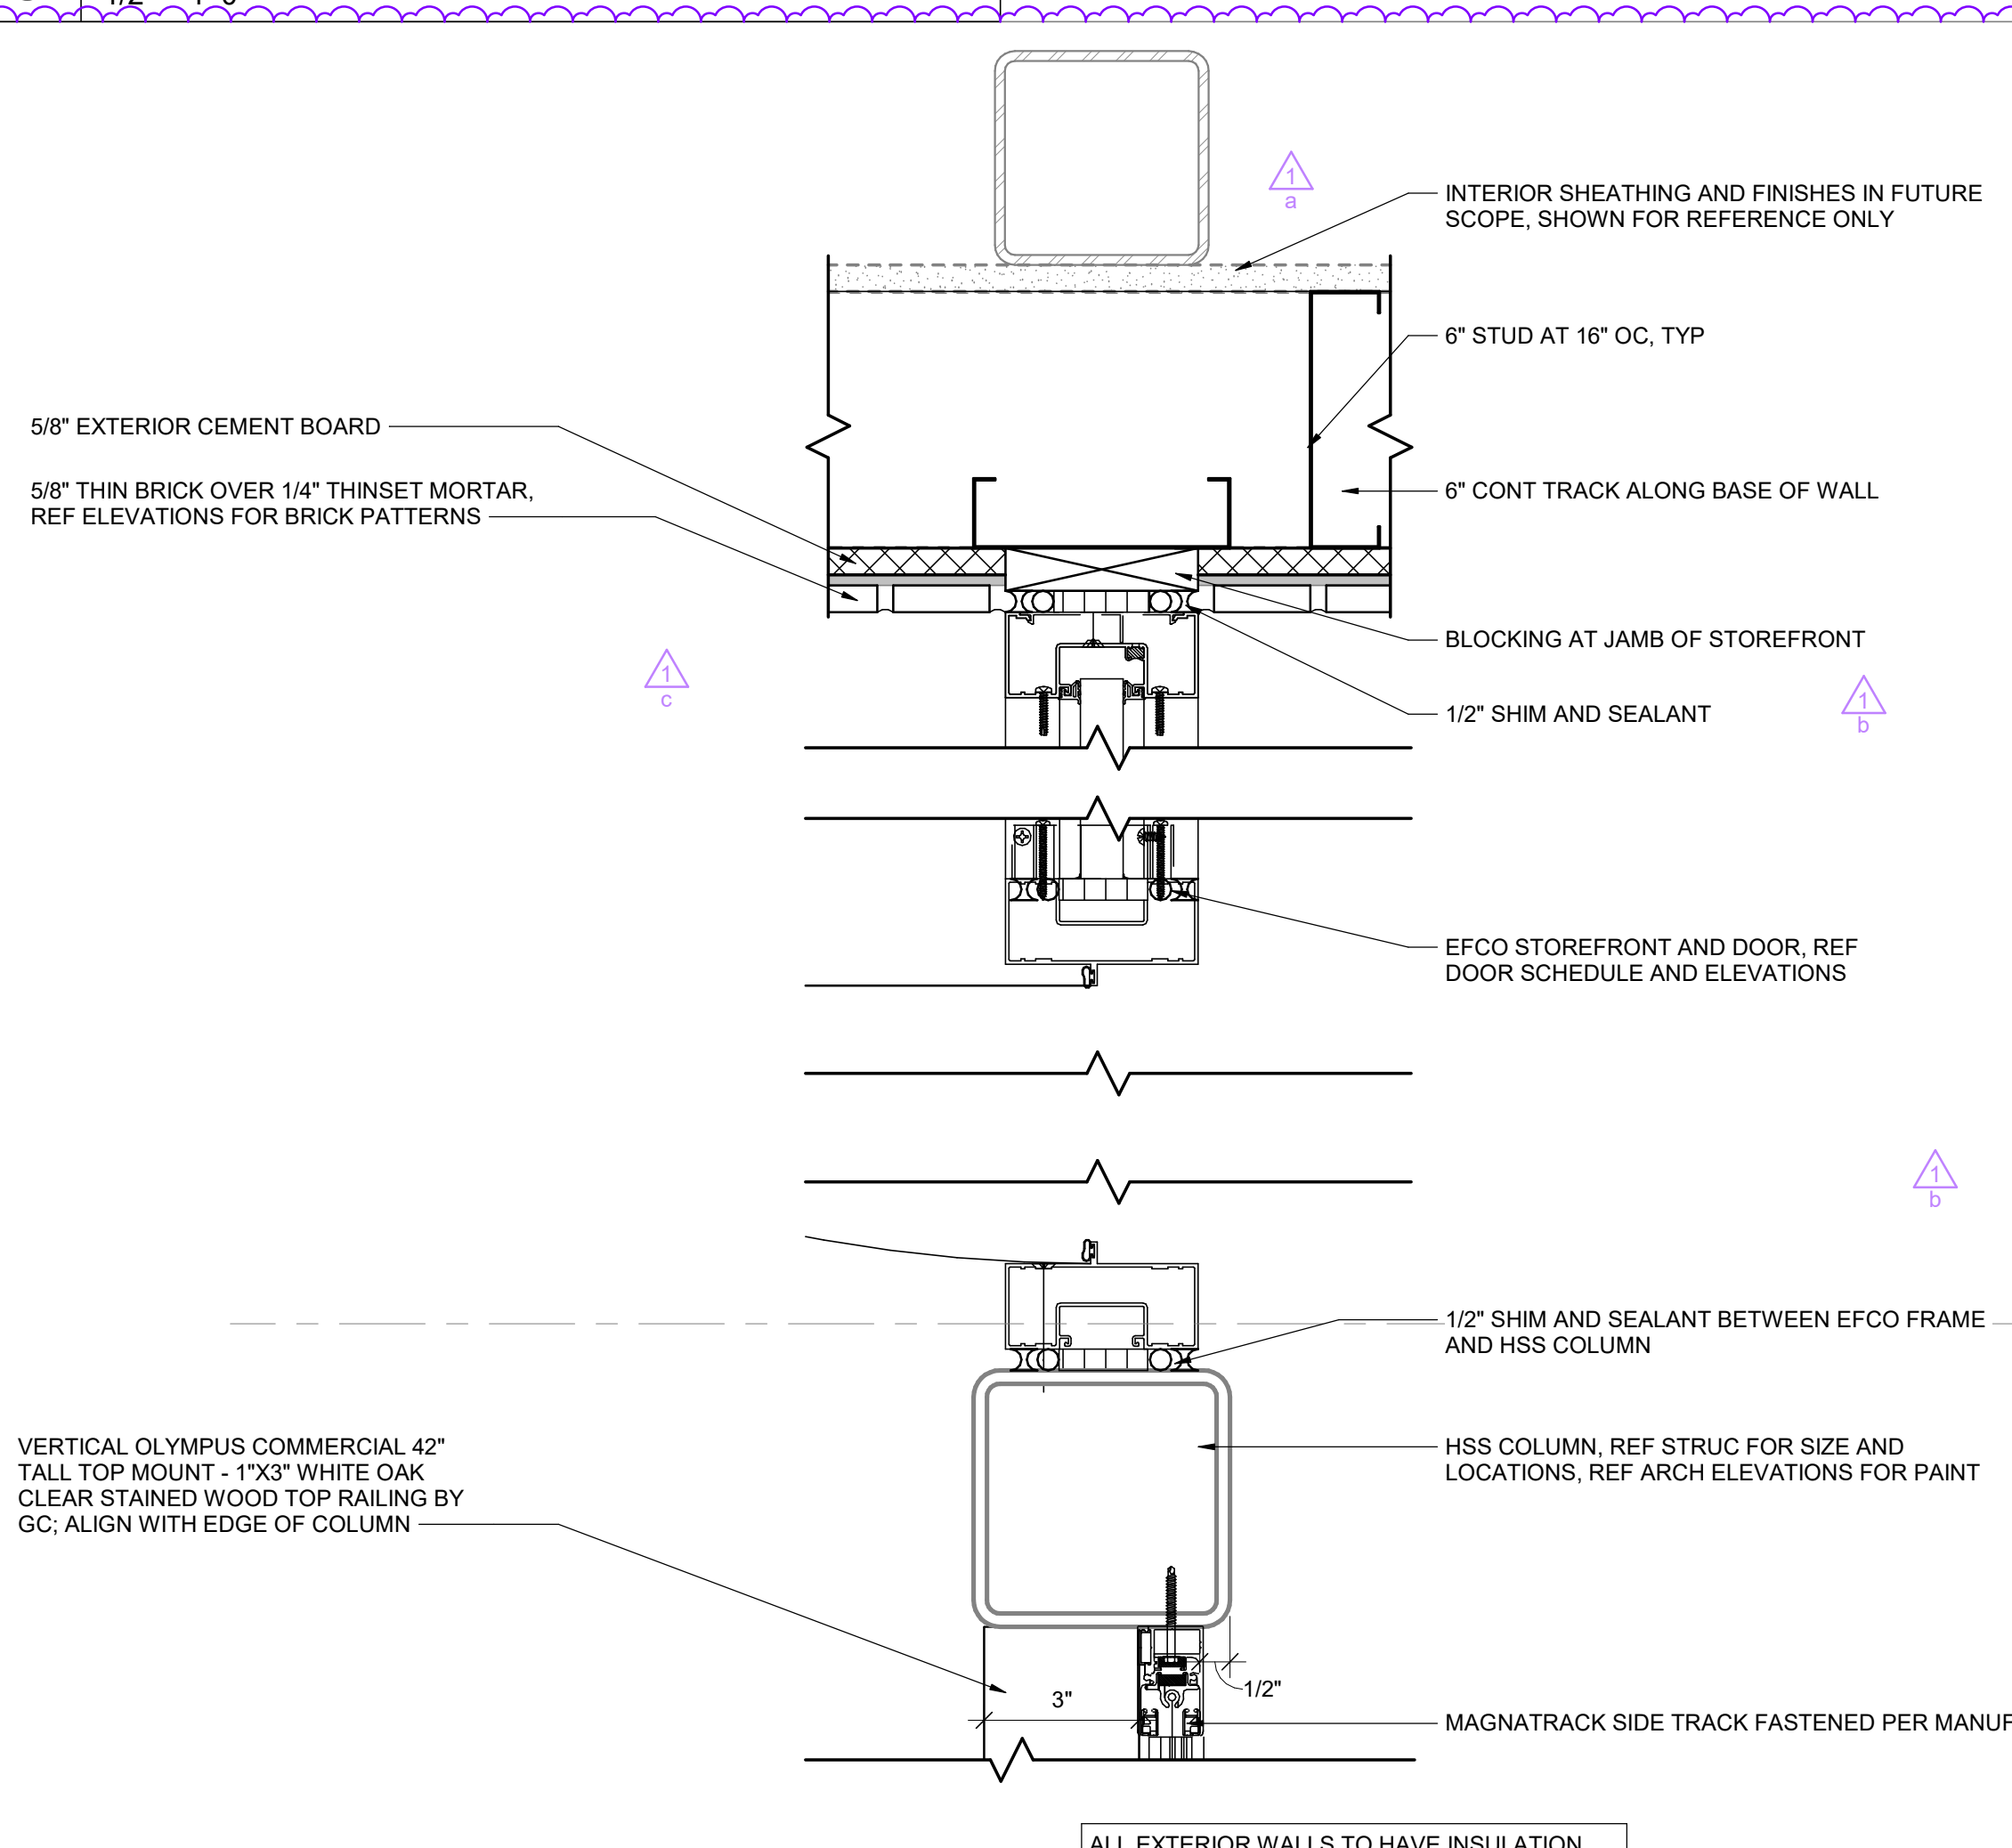 1
a
INTERIOR SHEATHING AND FINISHES IN FUTURE
SCOPE, SHOWN FOR REFERENCE ONLY
6" STUD AT 16" OC, TYP
5/8" EXTERIOR CEMENT BOARD
5/8" THIN BRICK OVER 1/4" THINSET MORTAR,
REF ELEVATIONS FOR BRICK PATTERNS
6" CONT TRACK ALONG BASE OF WALL
BLOCKING AT JAMB OF STOREFRONT
1
c
1/2" SHIM AND SEALANT
1
b
EFCO STOREFRONT AND DOOR, REF
DOOR SCHEDULE AND ELEVATIONS
1
b
1/2" SHIM AND SEALANT BETWEEN EFCO FRAME
AND HSS COLUMN
VERTICAL OLYMPUS COMMERCIAL 42"
TALL TOP MOUNT - 1"X3" WHITE OAK
CLEAR STAINED WOOD TOP RAILING BY
GC; ALIGN WITH EDGE OF COLUMN
HSS COLUMN, REF STRUC FOR SIZE AND
LOCATIONS, REF ARCH ELEVATIONS FOR PAINT
3"
1/2"
MAGNATRACK SIDE TRACK FASTENED PER MANUF
ALL EXTERIOR WALLS TO HAVE INSULATION